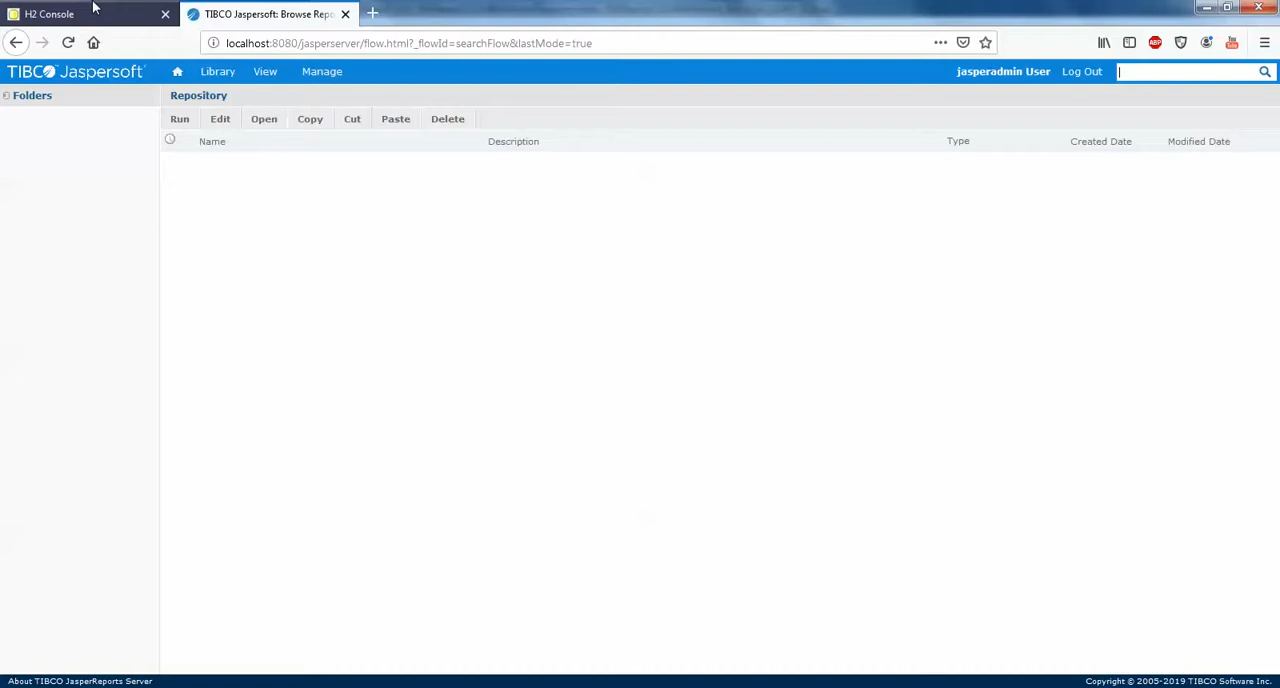 H2 Console
TIBCO Jaspersoft: Browse Repo
localhost:8080/jasperserver/flow.html?_flowId=searchFlow&lastMode=true
ABP
TIBCO Jaspersoft
Library
View
Manage
jasperadmin User
Log Out
Folders
Repository
Run
Edit
Open
Copy
Cut
Paste
Delete
Name
Description
Type
Created Date
Modified Date
About TIBCO JasperReports Server
Copyright © 2005-2019 TIBCO Software Inc.